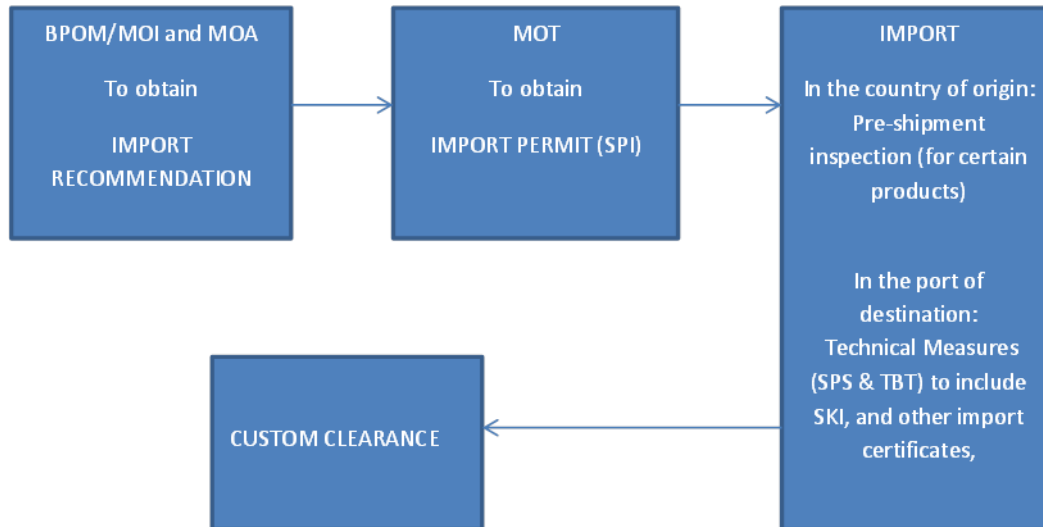 BPOM/MOI and MOA
To obtain
IMPORT
RECOMMENDATION
MOT
To obtain
IMPORT PERMIT (SPI)
IMPORT
In the country of origin:
Pre-shipment
inspection (for certain
products)
In the port of
destination:
Technical Measures
(SPS & TBT) to include
SKI, and other import
certificates,
CUSTOM CLEARANCE